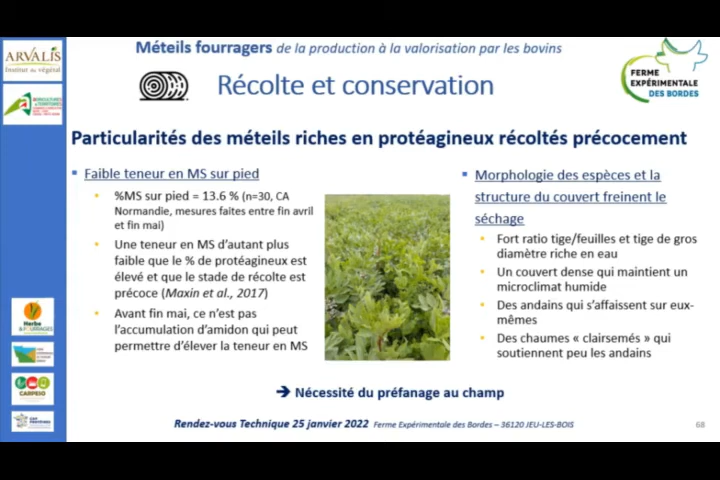 Méteils fourragers de la production à la valorisation par les bovins
ARVALIS
Institut du végétal
Récolte et conservation
FERME
EXPÉRIMENTALE
DES BORDES
Particularités des méteils riches en protéagineux récoltés précocement
Faible teneur en MS sur pied
%MS sur pied = 13.6 % (n=30, CA
Normandie, mesures faites entre fin avril
et fin mai)
Une teneur en MS d'autant plus
faible que le % de protéagineux est
élevé et que le stade de récolte est
précoce (Maxin et al., 2017)
Avant fin mai, ce n'est pas
l'accumulation d'amidon qui peut
permettre d'élever la teneur en MS
Morphologie des espèces et la
structure du couvert freinent le
séchage
Fort ratio tige/feuilles et tige de gros
diamètre riche en eau
Un couvert dense qui maintient un
microclimat humide
Des andains qui s'affaissent sur eux-
mêmes
Des chaumes « clairsemés » qui
soutiennent peu les andains
Herbe
& FOURRAGES
CARPESO
CAP PROTÉINES
➔ Nécessité du préfanage au champ
Rendez-vous Technique 25 janvier 2022 Ferme Expérimentale des Bordes – 36120 JEU-LES-BOIS
68